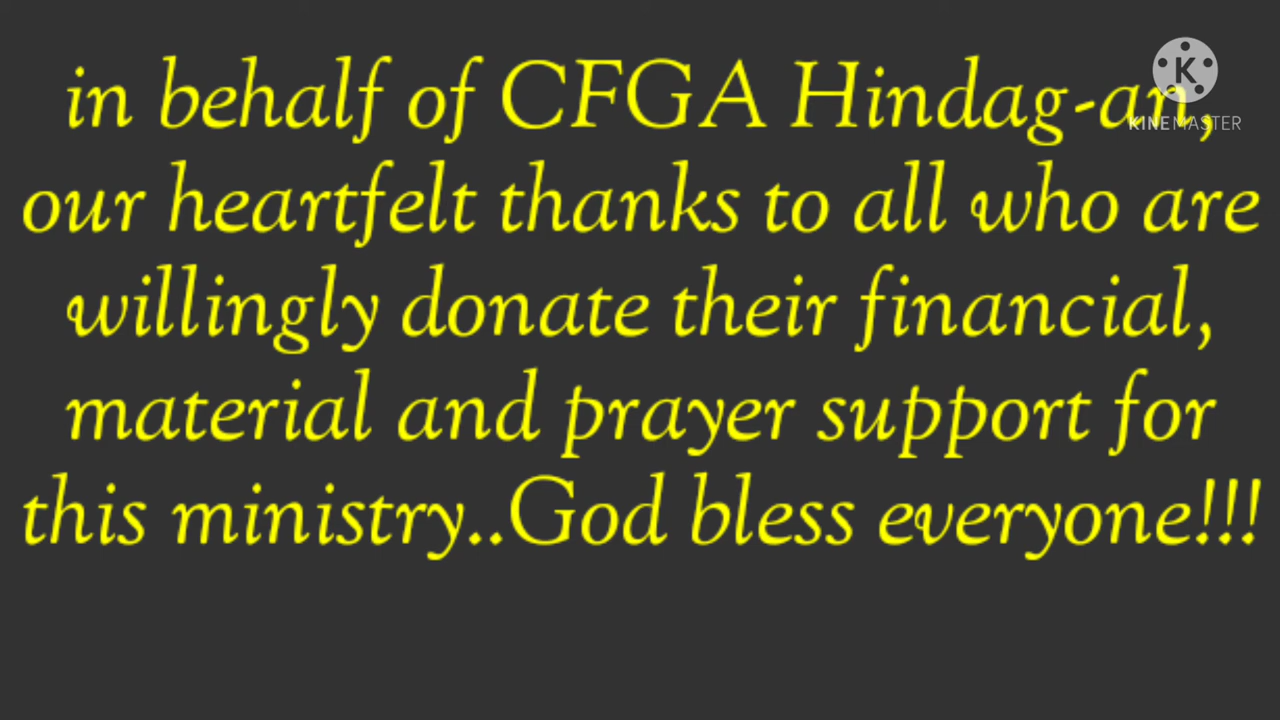 in behalf of CFGA Hindag-an,
our heartfelt thanks to all who are
willingly donate their financial,
material and prayer support for
this ministry..God bless everyone!!!
K
KINEMASTER